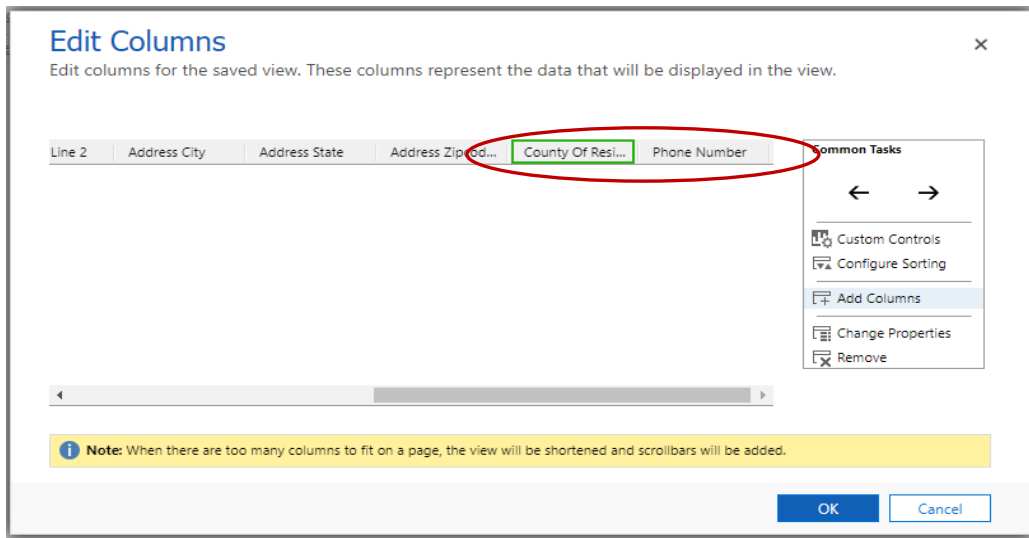 Edit Columns
Edit columns for the saved view. These columns represent the data that will be displayed in the view.
Line 2 Address City Address State Address Zipcod... County Of Resi... Phone Number
Common Tasks
Custom Controls
Configure Sorting
Add Columns
Change Properties
Remove
Note: When there are too many columns to fit on a page, the view will be shortened and scrollbars will be added.
OK Cancel